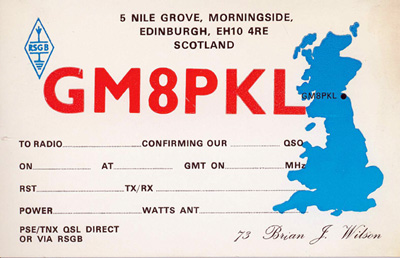 5 NILE GROVE, MORNINGSIDE,
EDINBURGH, EH10 4RE
SCOTLAND
RSGB
GM8PKL
GM8PKL
TO RADIO CONFIRMING OUR QSO
ON AT GMT ON MHz
RST TX/RX
POWER WATTS ANT
PSE/TNX QSL DIRECT
OR VIA RSGB
73 Brian J. Wilson